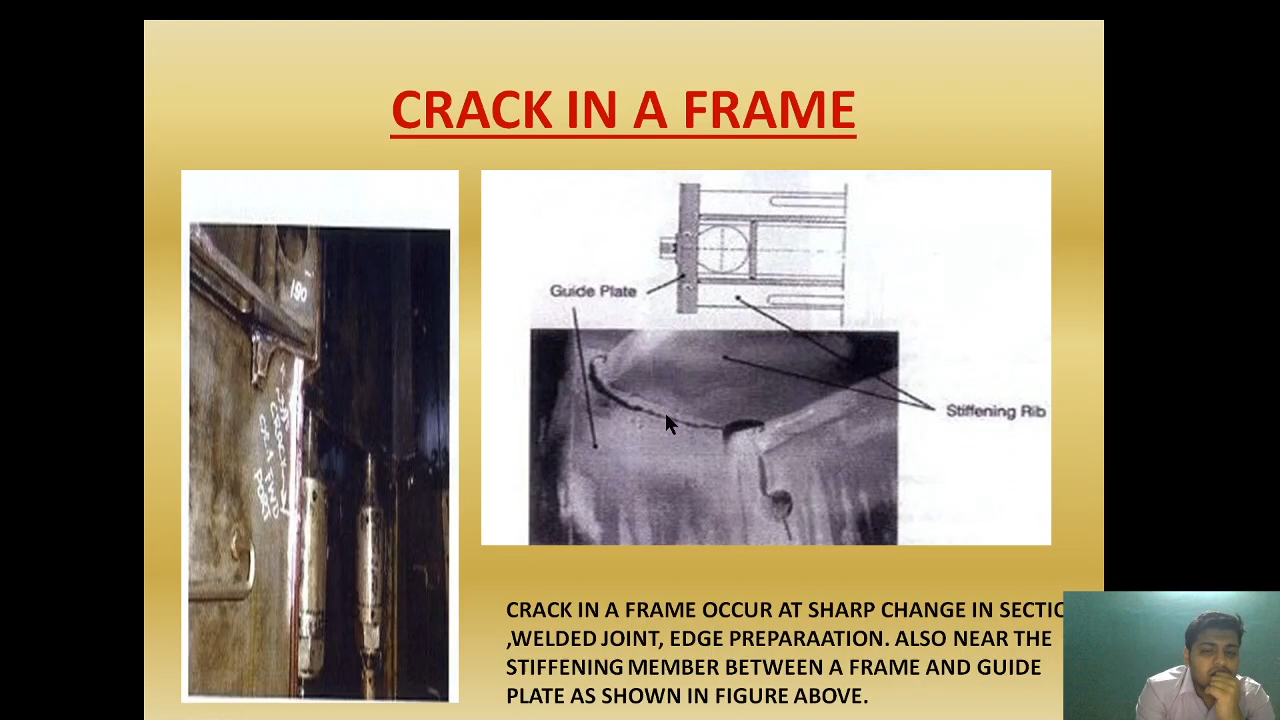 CRACK IN A FRAME
190
Guide Plate
Stiffening Rib
CRACK IN A FRAME OCCUR AT SHARP CHANGE IN SECTIO
,WELDED JOINT, EDGE PREPARAATION. ALSO NEAR THE
STIFFENING MEMBER BETWEEN A FRAME AND GUIDE
PLATE AS SHOWN IN FIGURE ABOVE.